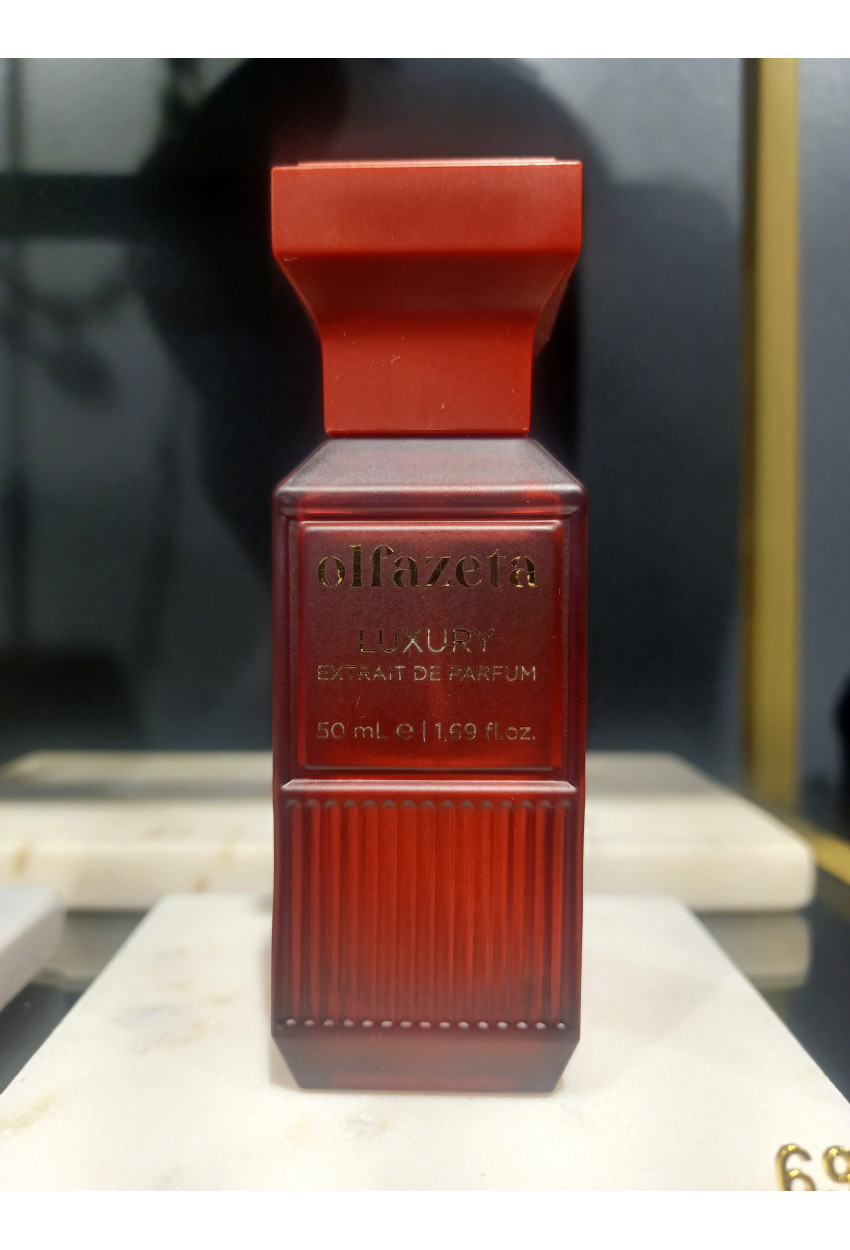 olfazeta
LUXURY
EXTRAiT DE PARFUM
50 mL ℮ | 1,69 fl.oz.